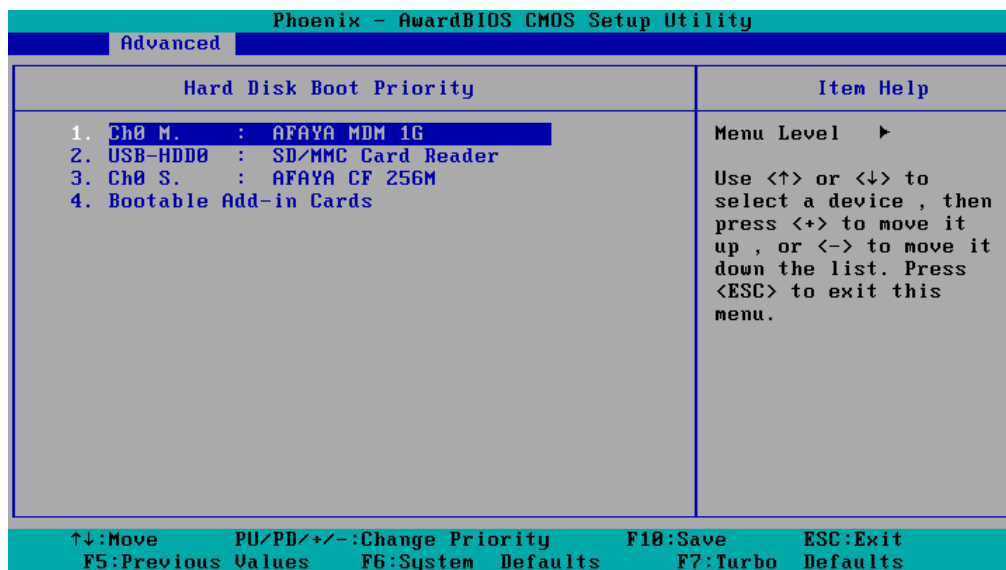 Phoenix - AwardBIOS CMOS Setup Utility
Advanced
Hard Disk Boot Priority
1. Ch0 M. : AFAYA MDM 1G
2. USB-HDD0 : SD/MMC Card Reader
3. Ch0 S. : AFAYA CF 256M
4. Bootable Add-in Cards
Item Help
Menu Level ▶
Use <↑> or <↓> to
select a device , then
press <+> to move it
up , or <-> to move it
down the list. Press
<ESC> to exit this
menu.
↑↓:Move PU/PD/+/-:Change Priority F10:Save ESC:Exit
F5:Previous Values F6:System Defaults F7:Turbo Defaults